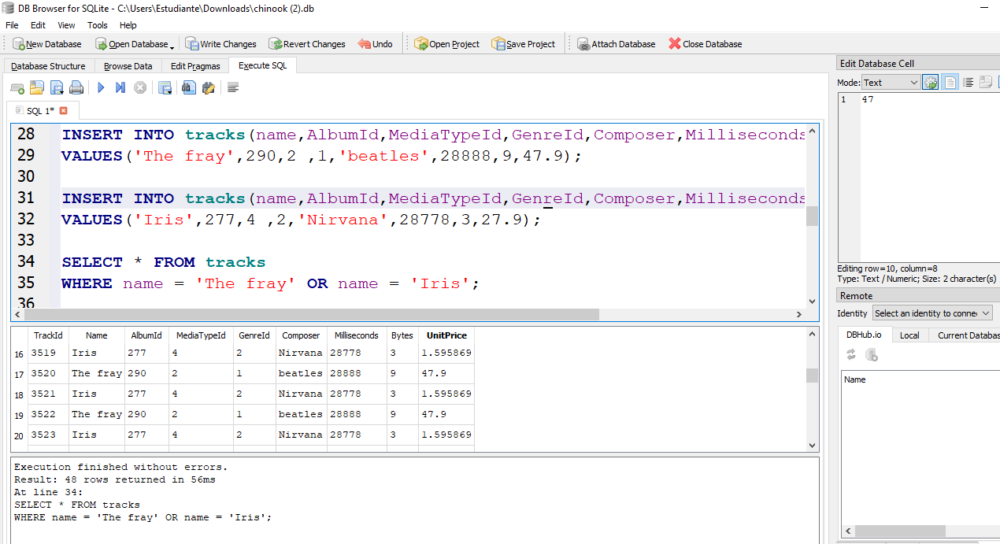 DB Browser for SQLite - C:\Users\Estudiante\Downloads\chinook (2).db
File Edit View Tools Help
New Database Open Database Write Changes Revert Changes Undo Open Project Save Project Attach Database Close Database
Database Structure Browse Data Edit Pragmas Execute SQL
SQL 1*
28 INSERT INTO tracks(name,AlbumId,MediaTypeId,GenreId,Composer,Milliseconds
29 VALUES('The fray',290,2 ,1,'beatles',28888,9,47.9);
30
31 INSERT INTO tracks(name,AlbumId,MediaTypeId,GenreId,Composer,Milliseconds
32 VALUES('Iris',277,4 ,2,'Nirvana',28778,3,27.9);
33
34 SELECT * FROM tracks
35 WHERE name = 'The fray' OR name = 'Iris';
36
TrackId Name AlbumId MediaTypeId GenreId Composer Milliseconds Bytes UnitPrice
16 3519 Iris 277 4 2 Nirvana 28778 3 1.595869
17 3520 The fray 290 2 1 beatles 28888 9 47.9
18 3521 Iris 277 4 2 Nirvana 28778 3 1.595869
19 3522 The fray 290 2 1 beatles 28888 9 47.9
20 3523 Iris 277 4 2 Nirvana 28778 3 1.595869
Execution finished without errors.
Result: 48 rows returned in 56ms
At line 34:
SELECT * FROM tracks
WHERE name = 'The fray' OR name = 'Iris';
Edit Database Cell
Mode: Text
1 47
Editing row=10, column=8
Type: Text / Numeric; Size: 2 character(s)
Remote
Identity Select an identity to conne
DBHub.io Local Current Databas
Name